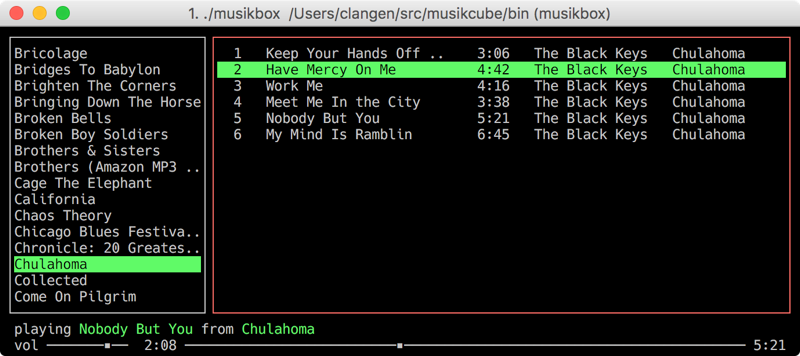 1. ./musikbox /Users/clangen/src/musikcube/bin (musikbox)
Bricolage
Bridges To Babylon
Brighten The Corners
Bringing Down The Horse
Broken Bells
Broken Boy Soldiers
Brothers & Sisters
Brothers (Amazon MP3 ..
Cage The Elephant
California
Chaos Theory
Chicago Blues Festiva..
Chronicle: 20 Greates..
Chulahoma
Collected
Come On Pilgrim
1 Keep Your Hands Off .. 3:06 The Black Keys Chulahoma
2 Have Mercy On Me 4:42 The Black Keys Chulahoma
3 Work Me 4:16 The Black Keys Chulahoma
4 Meet Me In the City 3:38 The Black Keys Chulahoma
5 Nobody But You 5:21 The Black Keys Chulahoma
6 My Mind Is Ramblin 6:45 The Black Keys Chulahoma
playing Nobody But You from Chulahoma
vol 2:08 5:21